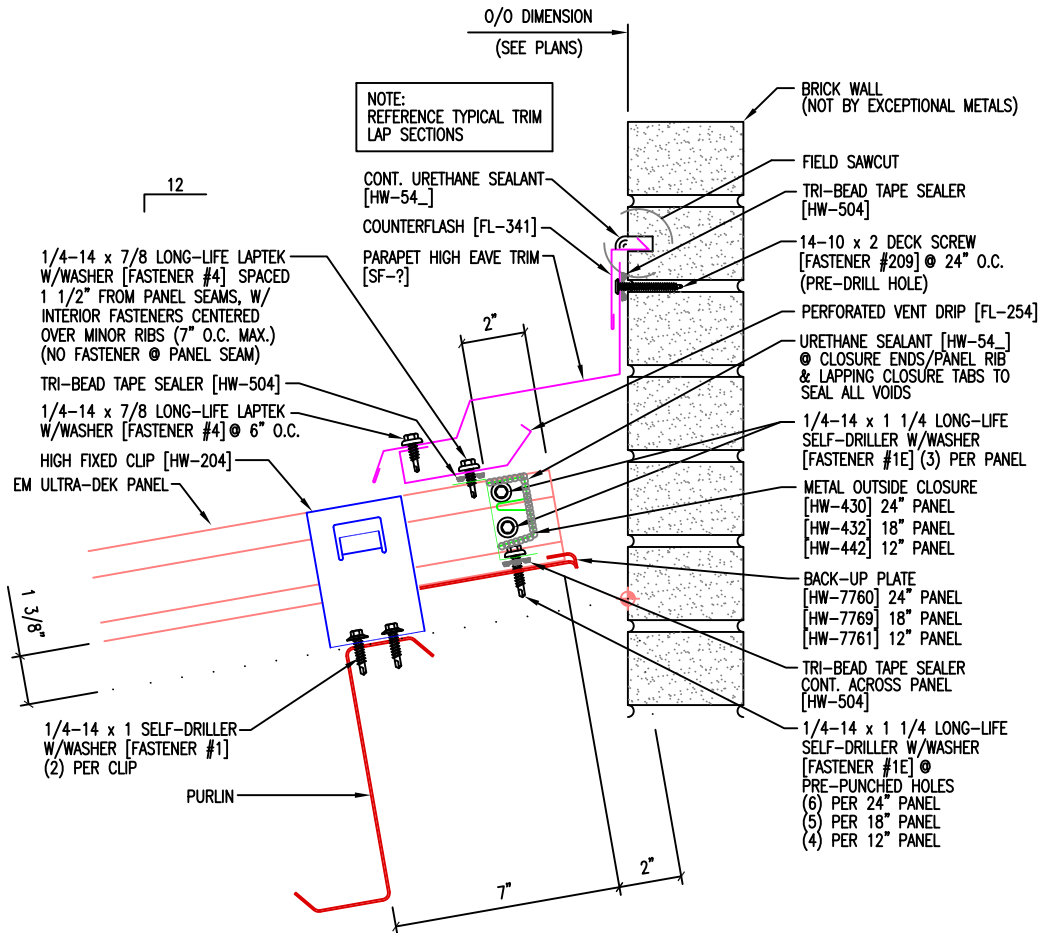 O/O DIMENSION
(SEE PLANS)
NOTE:
REFERENCE TYPICAL TRIM
LAP SECTIONS
12
CONT. URETHANE SEALANT
[HW-54_]
COUNTERFLASH [FL-341]
PARAPET HIGH EAVE TRIM
[SF-?]
1/4-14 x 7/8 LONG-LIFE LAPTEK
W/WASHER [FASTENER #4] SPACED
1 1/2" FROM PANEL SEAMS, W/
INTERIOR FASTENERS CENTERED
OVER MINOR RIBS (7" O.C. MAX.)
(NO FASTENER @ PANEL SEAM)
TRI-BEAD TAPE SEALER [HW-504]
1/4-14 x 7/8 LONG-LIFE LAPTEK
W/WASHER [FASTENER #4] @ 6" O.C.
HIGH FIXED CLIP [HW-204]
EM ULTRA-DEK PANEL
2"
1 3/8"
1/4-14 x 1 SELF-DRILLER
W/WASHER [FASTENER #1]
(2) PER CLIP
PURLIN
7"
2"
BRICK WALL
(NOT BY EXCEPTIONAL METALS)
FIELD SAWCUT
TRI-BEAD TAPE SEALER
[HW-504]
14-10 x 2 DECK SCREW
[FASTENER #209] @ 24" O.C.
(PRE-DRILL HOLE)
PERFORATED VENT DRIP [FL-254]
URETHANE SEALANT [HW-54_]
@ CLOSURE ENDS/PANEL RIB
& LAPPING CLOSURE TABS TO
SEAL ALL VOIDS
1/4-14 x 1 1/4 LONG-LIFE
SELF-DRILLER W/WASHER
[FASTENER #1E] (3) PER PANEL
METAL OUTSIDE CLOSURE
[HW-430] 24" PANEL
[HW-432] 18" PANEL
[HW-442] 12" PANEL
BACK-UP PLATE
[HW-7760] 24" PANEL
[HW-7769] 18" PANEL
[HW-7761] 12" PANEL
TRI-BEAD TAPE SEALER
CONT. ACROSS PANEL
[HW-504]
1/4-14 x 1 1/4 LONG-LIFE
SELF-DRILLER W/WASHER
[FASTENER #1E] @
PRE-PUNCHED HOLES
(6) PER 24" PANEL
(5) PER 18" PANEL
(4) PER 12" PANEL